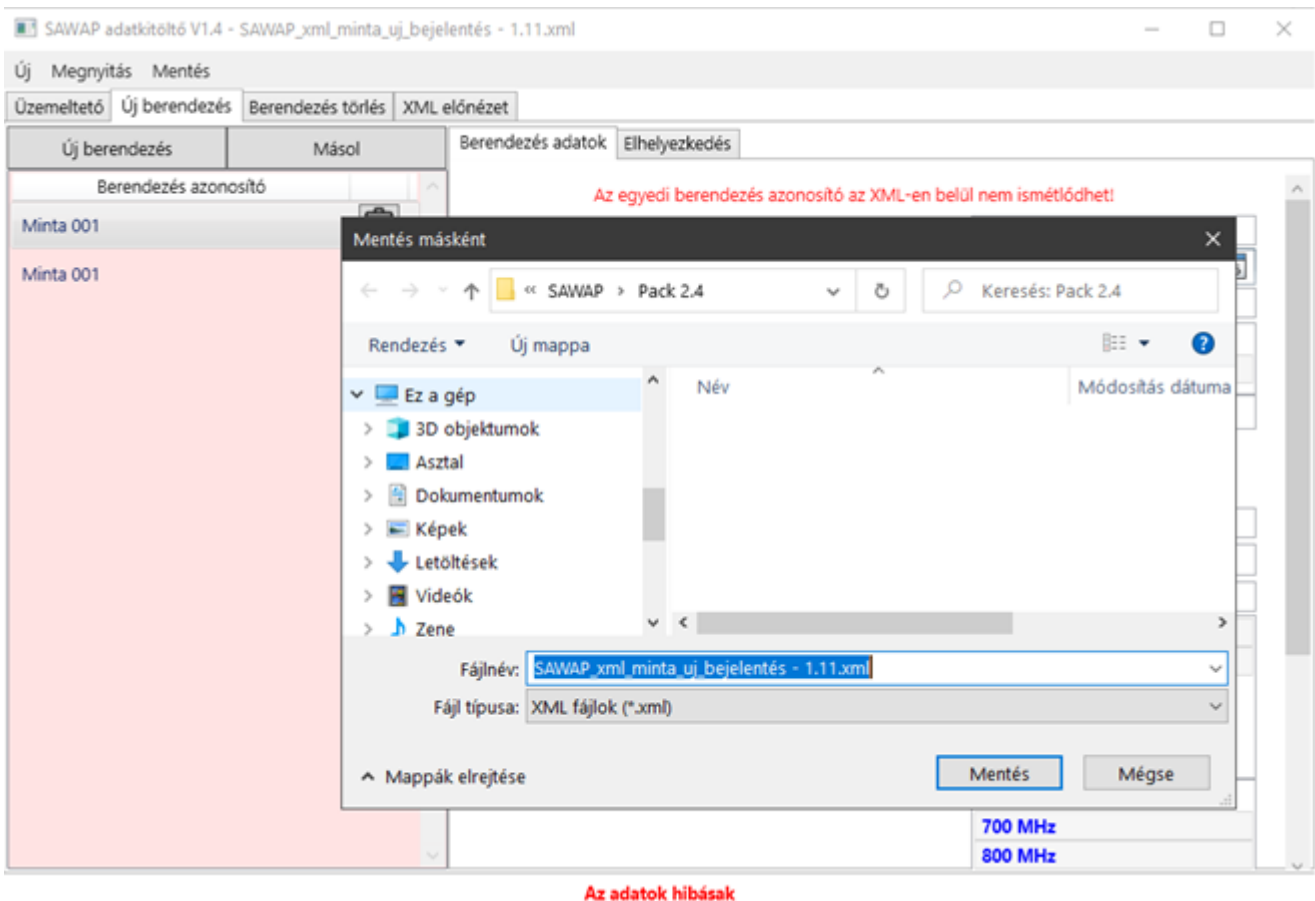 SAWAP adatkitöltő V1.4 - SAWAP_xml_minta_uj_bejelentés - 1.11.xml
Új Megnyitás Mentés
Üzemeltető Új berendezés Berendezés törlés XML előnézet
Új berendezés Másol Berendezés adatok Elhelyezkedés
Berendezés azonosító
Az egyedi berendezés azonosító az XML-en belül nem ismétlődhet!
Minta 001
Minta 001
Mentés másként
« SAWAP > Pack 2.4
Keresés: Pack 2.4
Rendezés Új mappa
Név Módosítás dátuma
Ez a gép
3D objektumok
Asztal
Dokumentumok
Képek
Letöltések
Videók
Zene
Fájlnév: SAWAP_xml_minta_uj_bejelentés - 1.11.xml
Fájl típusa: XML fájlok (*.xml)
Mappák elrejtése Mentés Mégse
700 MHz
800 MHz
Az adatok hibásak